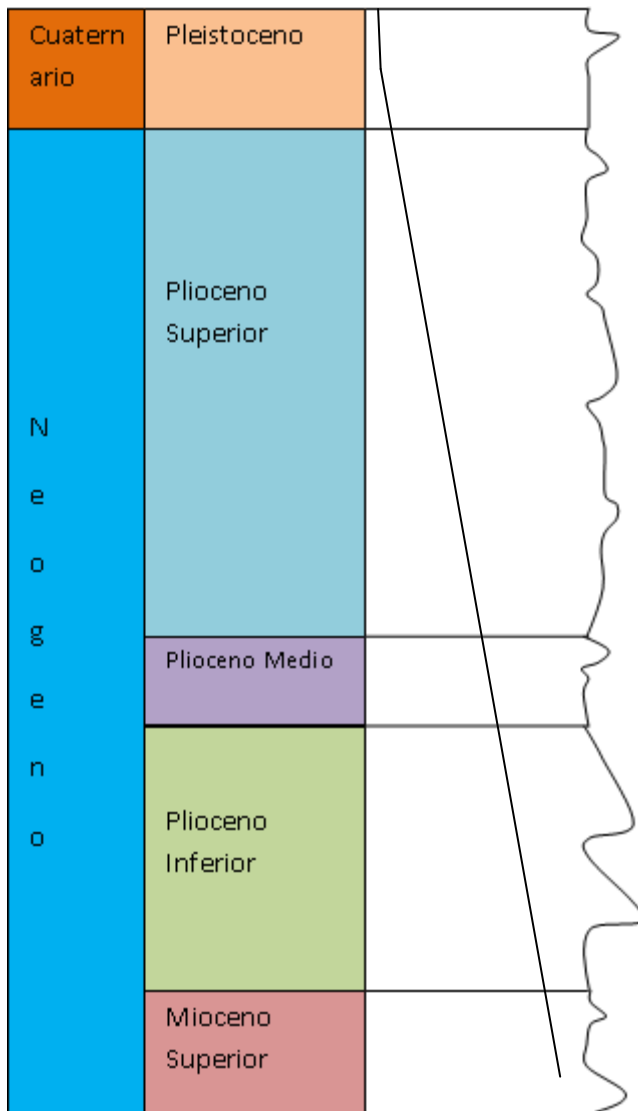 Cuatern
ario
Pleistoceno
Plioceno
Superior
N
e
o
g
e
n
o
Plioceno Medio
Plioceno
Inferior
Mioceno
Superior